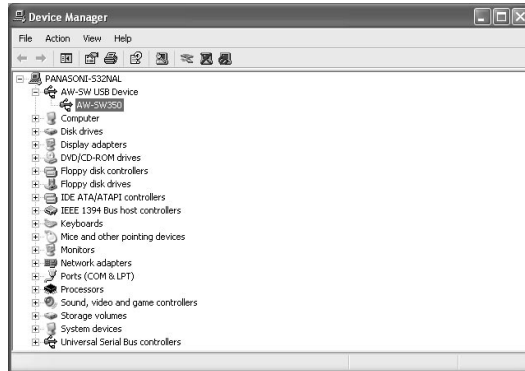 Device Manager
File Action View Help
PANASONI-S32NAL
AW-SW USB Device
AW-SW350
Computer
Disk drives
Display adapters
DVD/CD-ROM drives
Floppy disk controllers
Floppy disk drives
IDE ATA/ATAPI controllers
IEEE 1394 Bus host controllers
Keyboards
Mice and other pointing devices
Monitors
Network adapters
Ports (COM & LPT)
Processors
Sound, video and game controllers
Storage volumes
System devices
Universal Serial Bus controllers